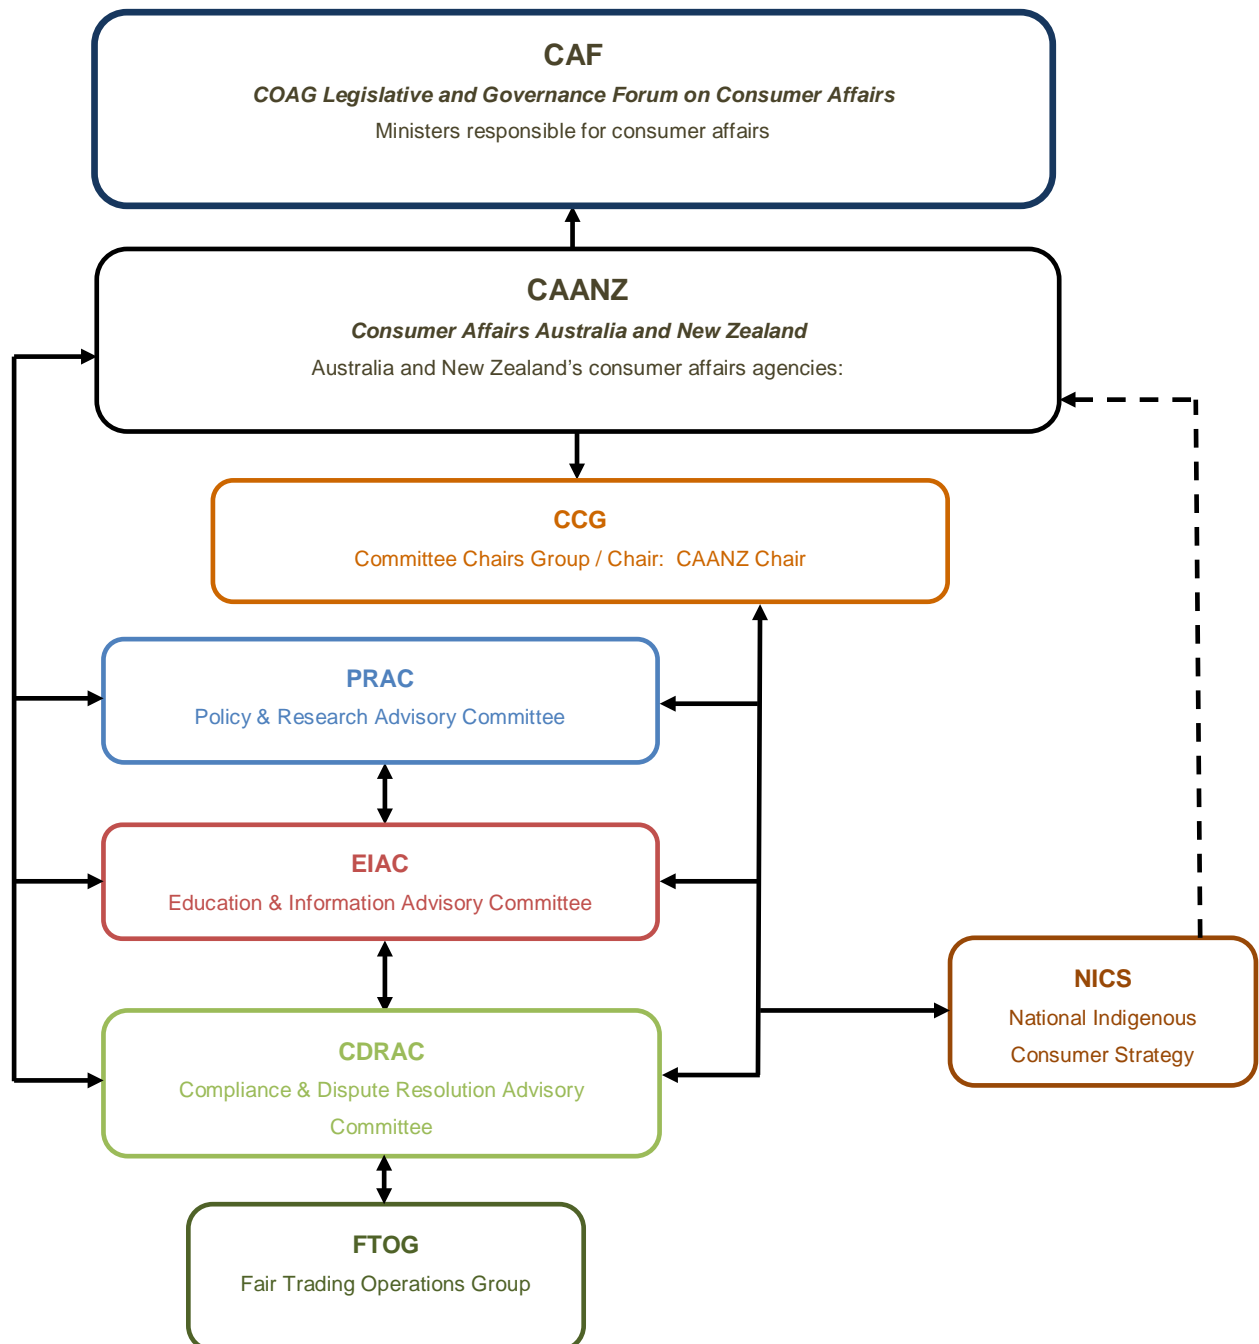 CAF
COAG Legislative and Governance Forum on Consumer Affairs
Ministers responsible for consumer affairs
CAANZ
Consumer Affairs Australia and New Zealand
Australia and New Zealand’s consumer affairs agencies:
CCG
Committee Chairs Group / Chair:  CAANZ Chair
PRAC
Policy & Research Advisory Committee
EIAC
Education & Information Advisory Committee
NICS
National Indigenous
Consumer Strategy
CDRAC
Compliance & Dispute Resolution Advisory
Committee
FTOG
Fair Trading Operations Group